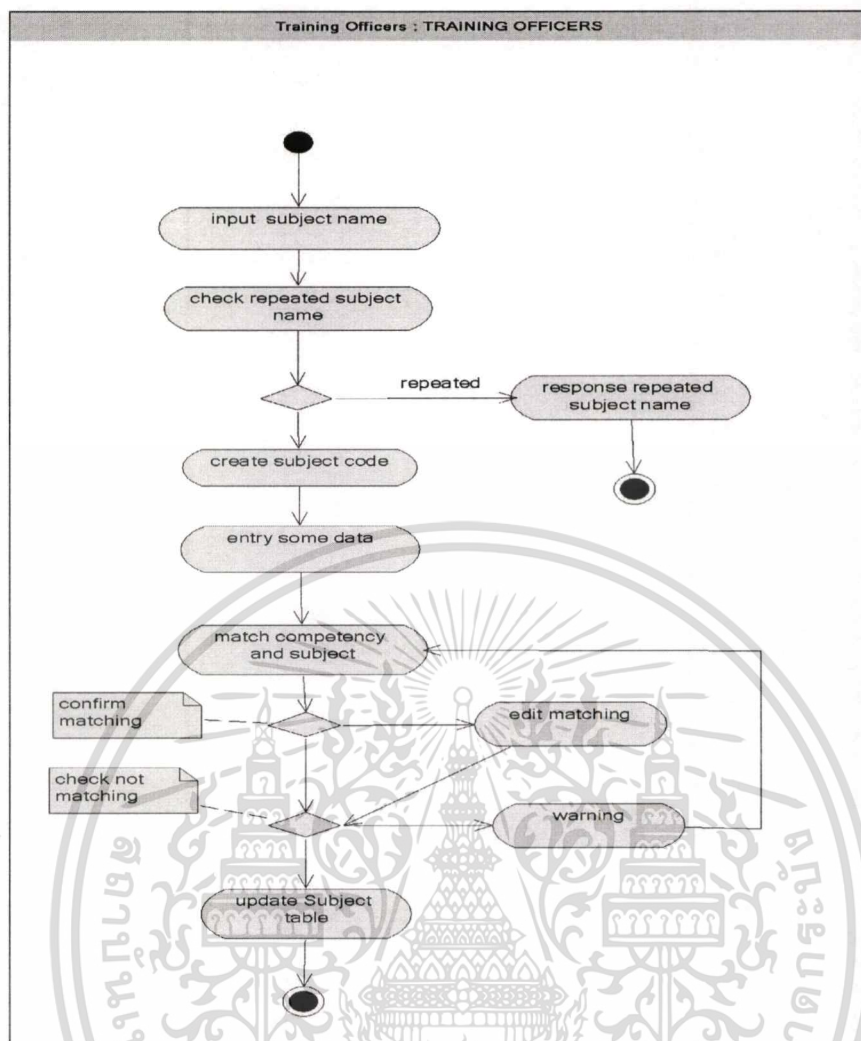 Training Officers : TRAINING OFFICERS
input subject name
check repeated subject
name
repeated
response repeated
subject name
create subject code
entry some data
match competency
and subject
confirm
matching
edit matching
check not
matching
warning
update Subject
table